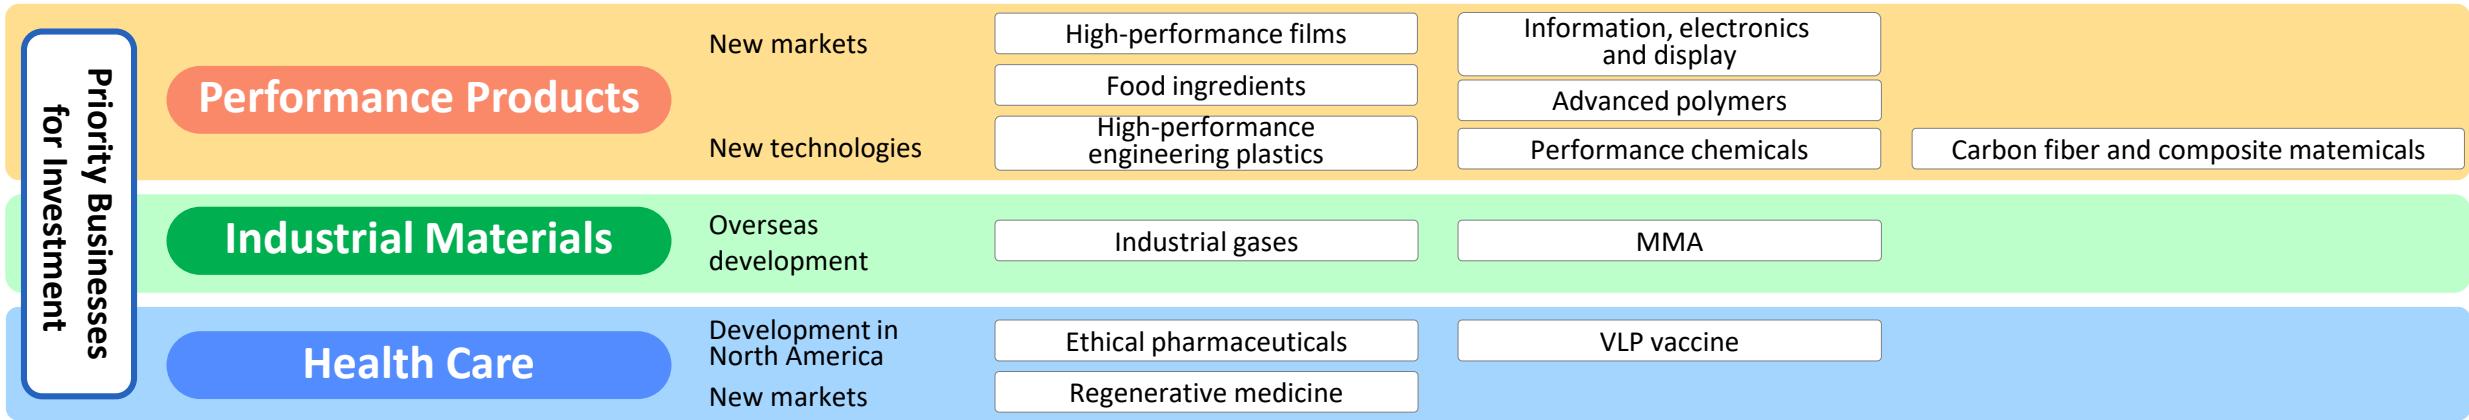 Priority Businesses
for Investment
Performance Products
New markets
High-performance films
Information, electronics
and display
Food ingredients
Advanced polymers
New technologies
High-performance
engineering plastics
Performance chemicals
Carbon fiber and composite matemicals
Industrial Materials
Overseas
development
Industrial gases
MMA
Health Care
Development in
North America
Ethical pharmaceuticals
VLP vaccine
New markets
Regenerative medicine